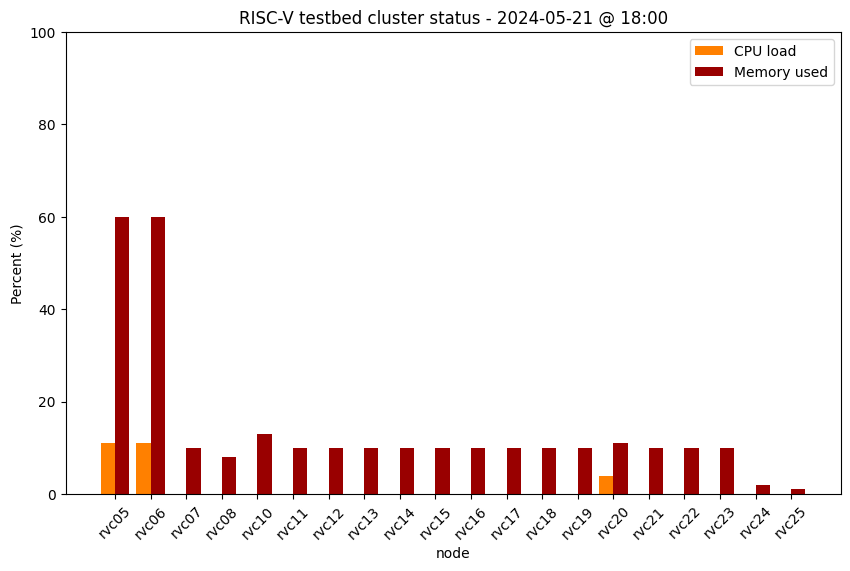 RISC-V testbed cluster status - 2024-05-21 @ 18:00
CPU load
Memory used
Percent (%)
100
80
60
40
20
0
rvc05 rvc06 rvc07 rvc08 rvc10 rvc11 rvc12 rvc13 rvc14 rvc15 rvc16 rvc17 rvc18 rvc19 rvc20 rvc21 rvc22 rvc23 rvc24 rvc25
node